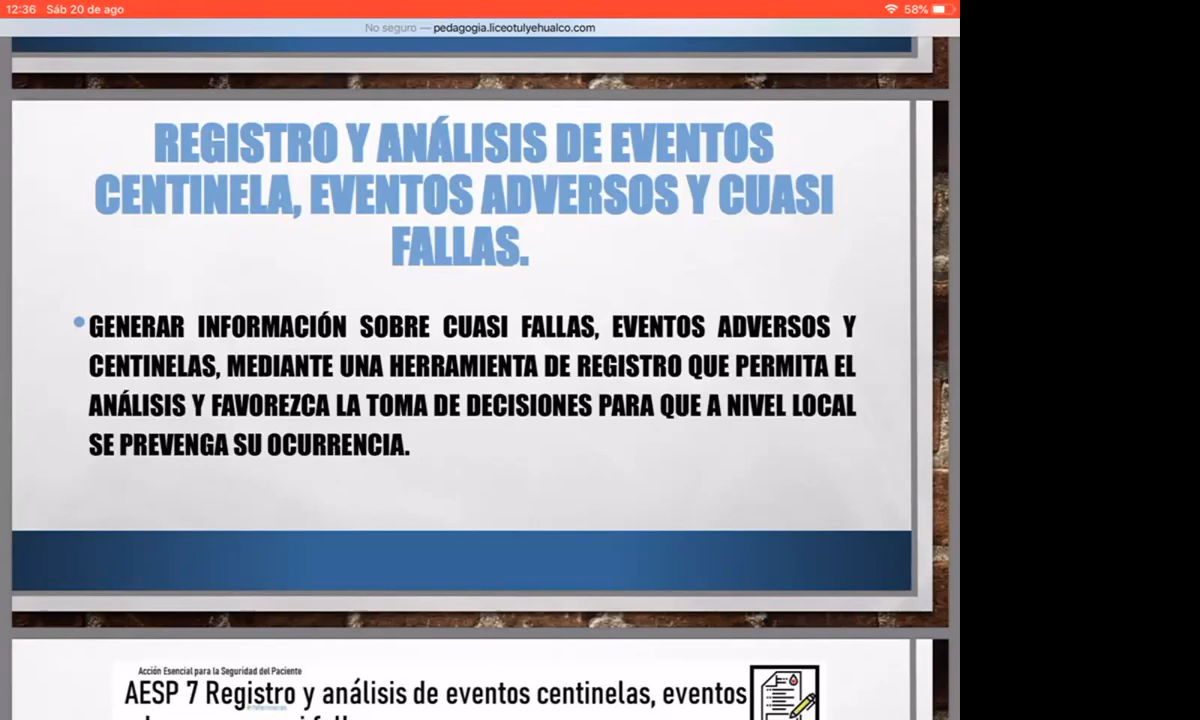 12:36 Sáb 20 de ago 58%
No seguro — pedagogia.liceotulyehualco.com
REGISTRO Y ANÁLISIS DE EVENTOS
CENTINELA, EVENTOS ADVERSOS Y CUASI
FALLAS.
•GENERAR INFORMACIÓN SOBRE CUASI FALLAS, EVENTOS ADVERSOS Y
CENTINELAS, MEDIANTE UNA HERRAMIENTA DE REGISTRO QUE PERMITA EL
ANÁLISIS Y FAVOREZCA LA TOMA DE DECISIONES PARA QUE A NIVEL LOCAL
SE PREVENGA SU OCURRENCIA.
Acción Esencial para la Seguridad del Paciente
AESP 7 Registro y análisis de eventos centinelas, eventos